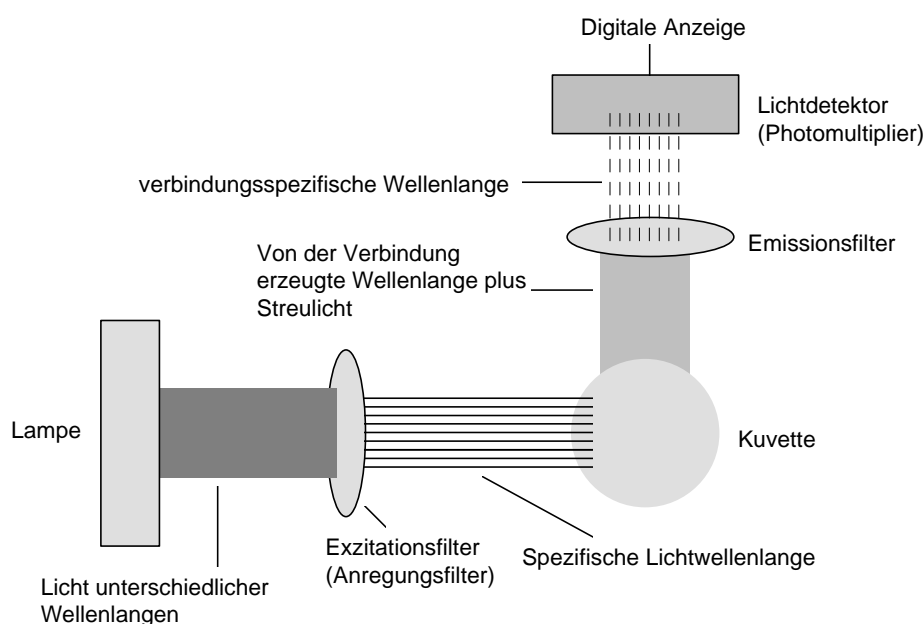 Digitale Anzeige
Lichtdetektor
(Photomultiplier)
verbindungsspezifische Wellenlange
Emissionsfilter
Von der Verbindung
erzeugte Wellenlange plus
Streulicht
Lampe
Kuvette
Exzitationsfilter
(Anregungsfilter)
Spezifische Lichtwellenlange
Licht unterschiedlicher
Wellenlangen